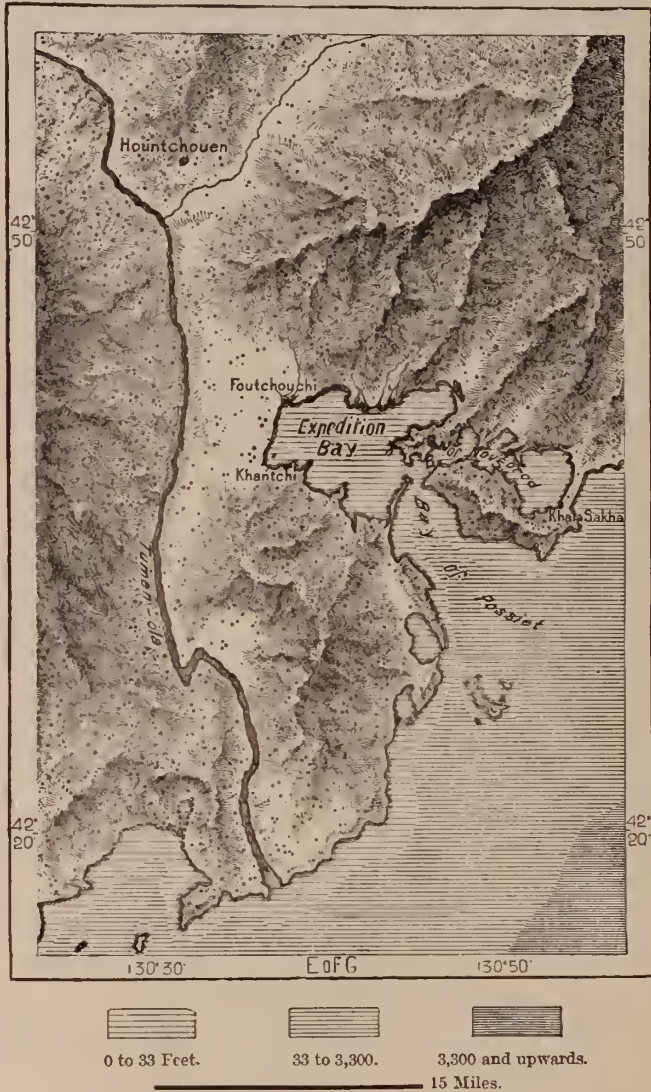 Hountchouen
42°
50'
42°
50'
Foutchouchi
Expedition
Bay
B. of Novgorod
Khantchi
Khala Sakha
Bay of Possiet
Tumen-ola
42°
20'
42°
20'
130°30'
E of G
130°50'
0 to 33 Feet.
33 to 3,300.
3,300 and upwards.
15 Miles.